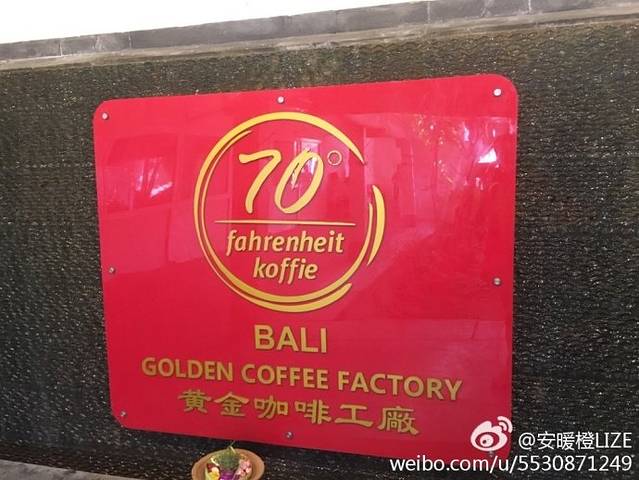 70°
fahrenheit
koffie
BALI
GOLDEN COFFEE FACTORY
黄金咖啡工廠
@安暖橙LIZE
weibo.com/u/5530871249